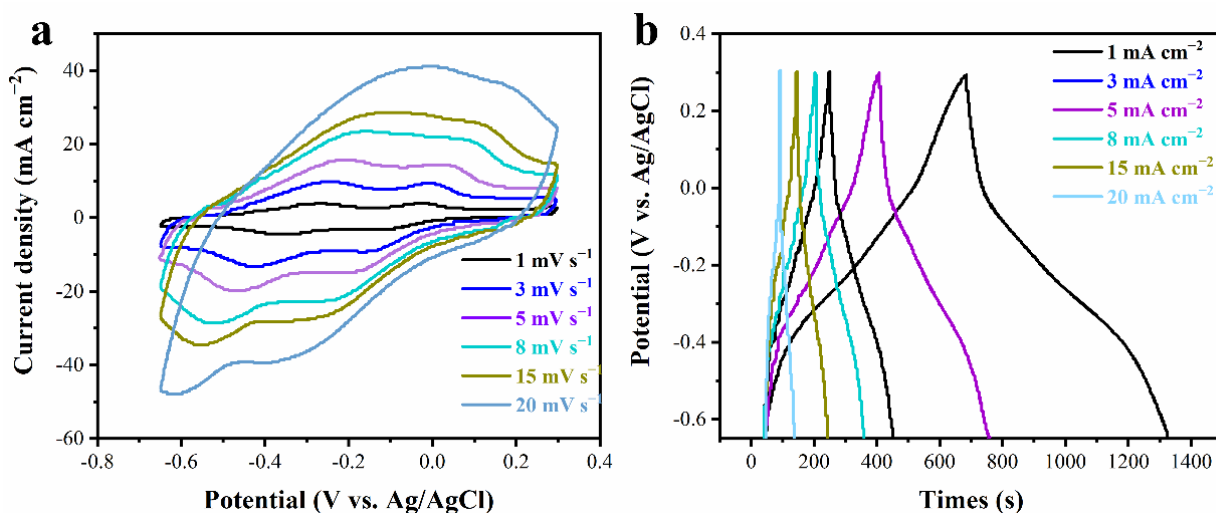 a
Current density (mA cm⁻²)
40
20
0
-20
-40
-60
-0.8
-0.6
-0.4
-0.2
0.0
0.2
0.4
Potential (V vs. Ag/AgCl)
1 mV s⁻¹
3 mV s⁻¹
5 mV s⁻¹
8 mV s⁻¹
15 mV s⁻¹
20 mV s⁻¹
b
Potential (V vs. Ag/AgCl)
0.4
0.2
0.0
-0.2
-0.4
-0.6
0
200
400
600
800
1000
1200
1400
Times (s)
1 mA cm⁻²
3 mA cm⁻²
5 mA cm⁻²
8 mA cm⁻²
15 mA cm⁻²
20 mA cm⁻²